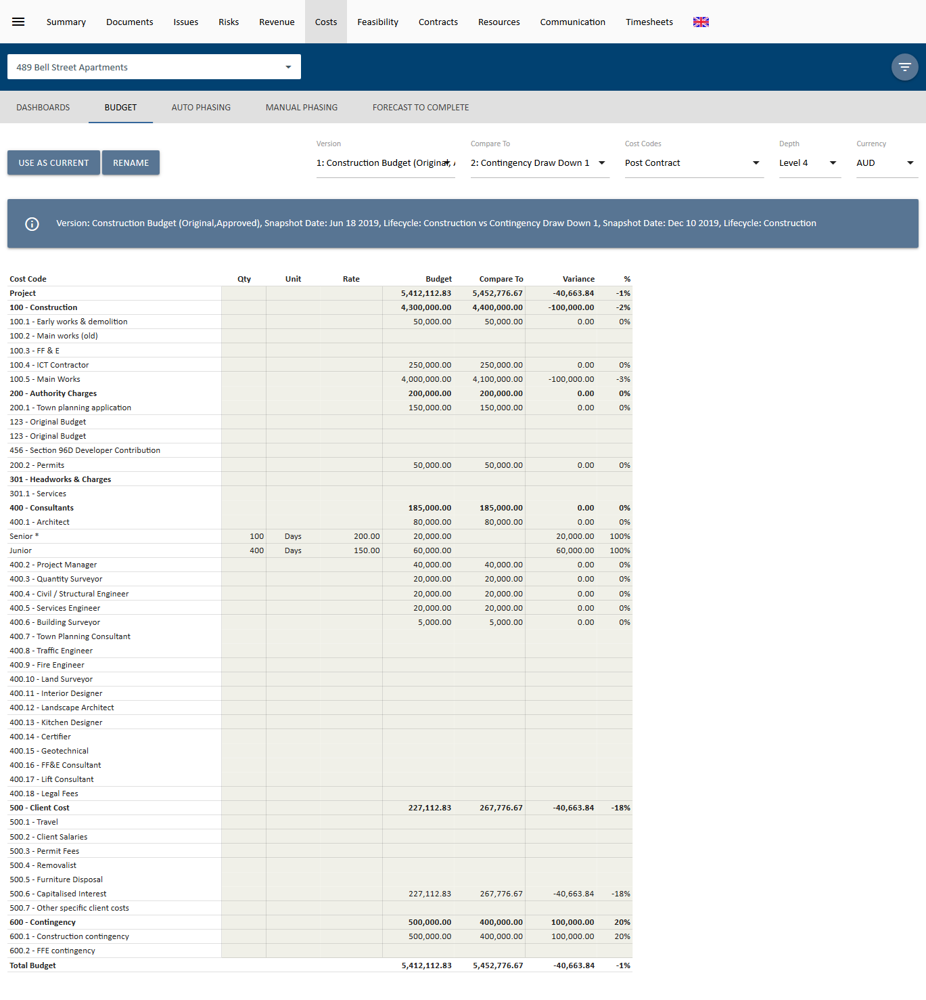 Summary Documents Issues Risks Revenue Costs Feasibility Contracts Resources Communication Timesheets
489 Bell Street Apartments
DASHBOARDS BUDGET AUTO PHASING MANUAL PHASING FORECAST TO COMPLETE
Version Compare To Cost Codes Depth Currency
USE AS CURRENT RENAME 1: Construction Budget (Original, 2: Contingency Draw Down 1 Post Contract Level 4 AUD
Version: Construction Budget (Original,Approved), Snapshot Date: Jun 18 2019, Lifecycle: Construction vs Contingency Draw Down 1, Snapshot Date: Dec 10 2019, Lifecycle: Construction
Cost Code Qty Unit Rate Budget Compare To Variance %
Project 5,412,112.83 5,452,776.67 -40,663.84 -1%
100 - Construction 4,300,000.00 4,400,000.00 -100,000.00 -2%
100.1 - Early works & demolition 50,000.00 50,000.00 0.00 0%
100.2 - Main works (old)
100.3 - FF & E
100.4 - ICT Contractor 250,000.00 250,000.00 0.00 0%
100.5 - Main Works 4,000,000.00 4,100,000.00 -100,000.00 -3%
200 - Authority Charges 200,000.00 200,000.00 0.00 0%
200.1 - Town planning application 150,000.00 150,000.00 0.00 0%
123 - Original Budget
123 - Original Budget
456 - Section 96D Developer Contribution
200.2 - Permits 50,000.00 50,000.00 0.00 0%
301 - Headworks & Charges
301.1 - Services
400 - Consultants 185,000.00 185,000.00 0.00 0%
400.1 - Architect 80,000.00 80,000.00 0.00 0%
Senior * 100 Days 200.00 20,000.00 20,000.00 100%
Junior 400 Days 150.00 60,000.00 60,000.00 100%
400.2 - Project Manager 40,000.00 40,000.00 0.00 0%
400.3 - Quantity Surveyor 20,000.00 20,000.00 0.00 0%
400.4 - Civil / Structural Engineer 20,000.00 20,000.00 0.00 0%
400.5 - Services Engineer 20,000.00 20,000.00 0.00 0%
400.6 - Building Surveyor 5,000.00 5,000.00 0.00 0%
400.7 - Town Planning Consultant
400.8 - Traffic Engineer
400.9 - Fire Engineer
400.10 - Land Surveyor
400.11 - Interior Designer
400.12 - Landscape Architect
400.13 - Kitchen Designer
400.14 - Certifier
400.15 - Geotechnical
400.16 - FF&E Consultant
400.17 - Lift Consultant
400.18 - Legal Fees
500 - Client Cost 227,112.83 267,776.67 -40,663.84 -18%
500.1 - Travel
500.2 - Client Salaries
500.3 - Permit Fees
500.4 - Removalist
500.5 - Furniture Disposal
500.6 - Capitalised Interest 227,112.83 267,776.67 -40,663.84 -18%
500.7 - Other specific client costs
600 - Contingency 500,000.00 400,000.00 100,000.00 20%
600.1 - Construction contingency 500,000.00 400,000.00 100,000.00 20%
600.2 - FFE contingency
Total Budget 5,412,112.83 5,452,776.67 -40,663.84 -1%